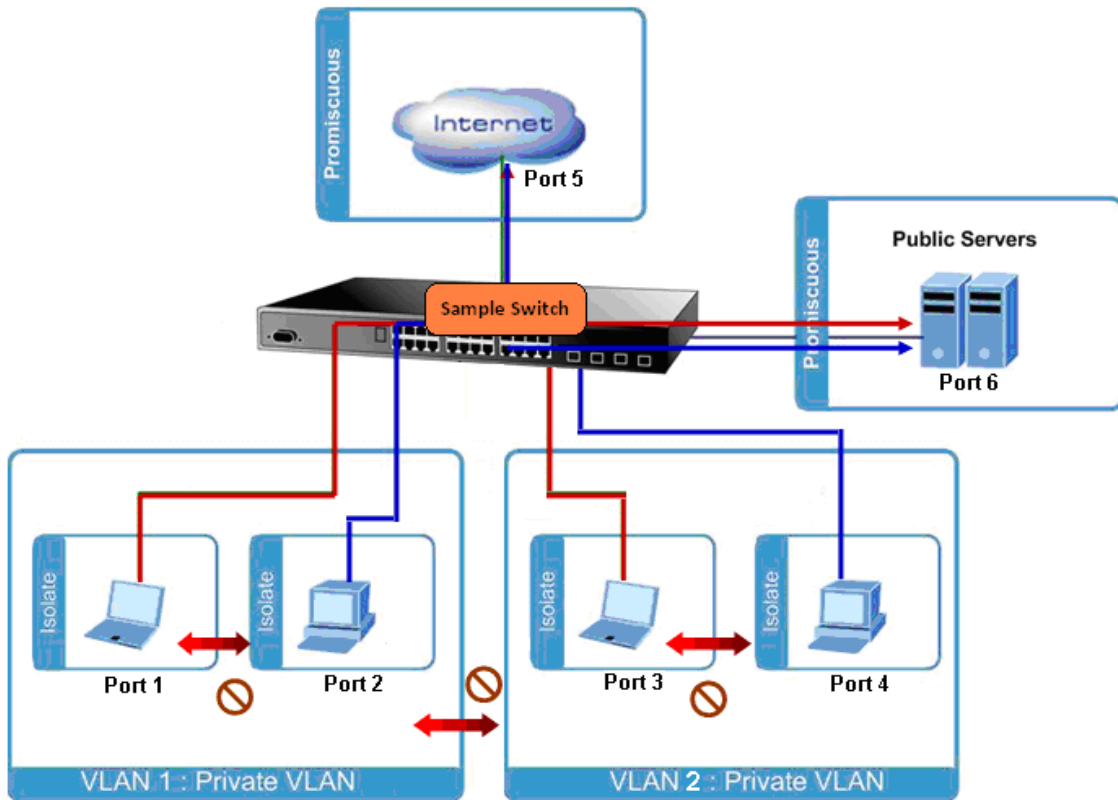 Promiscuous
Internet
Port 5
Promiscuous
Public Servers
Port 6
Sample Switch
Isolate
Port 1
Isolate
Port 2
Isolate
Port 3
Isolate
Port 4
VLAN 1 : Private VLAN
VLAN 2 : Private VLAN